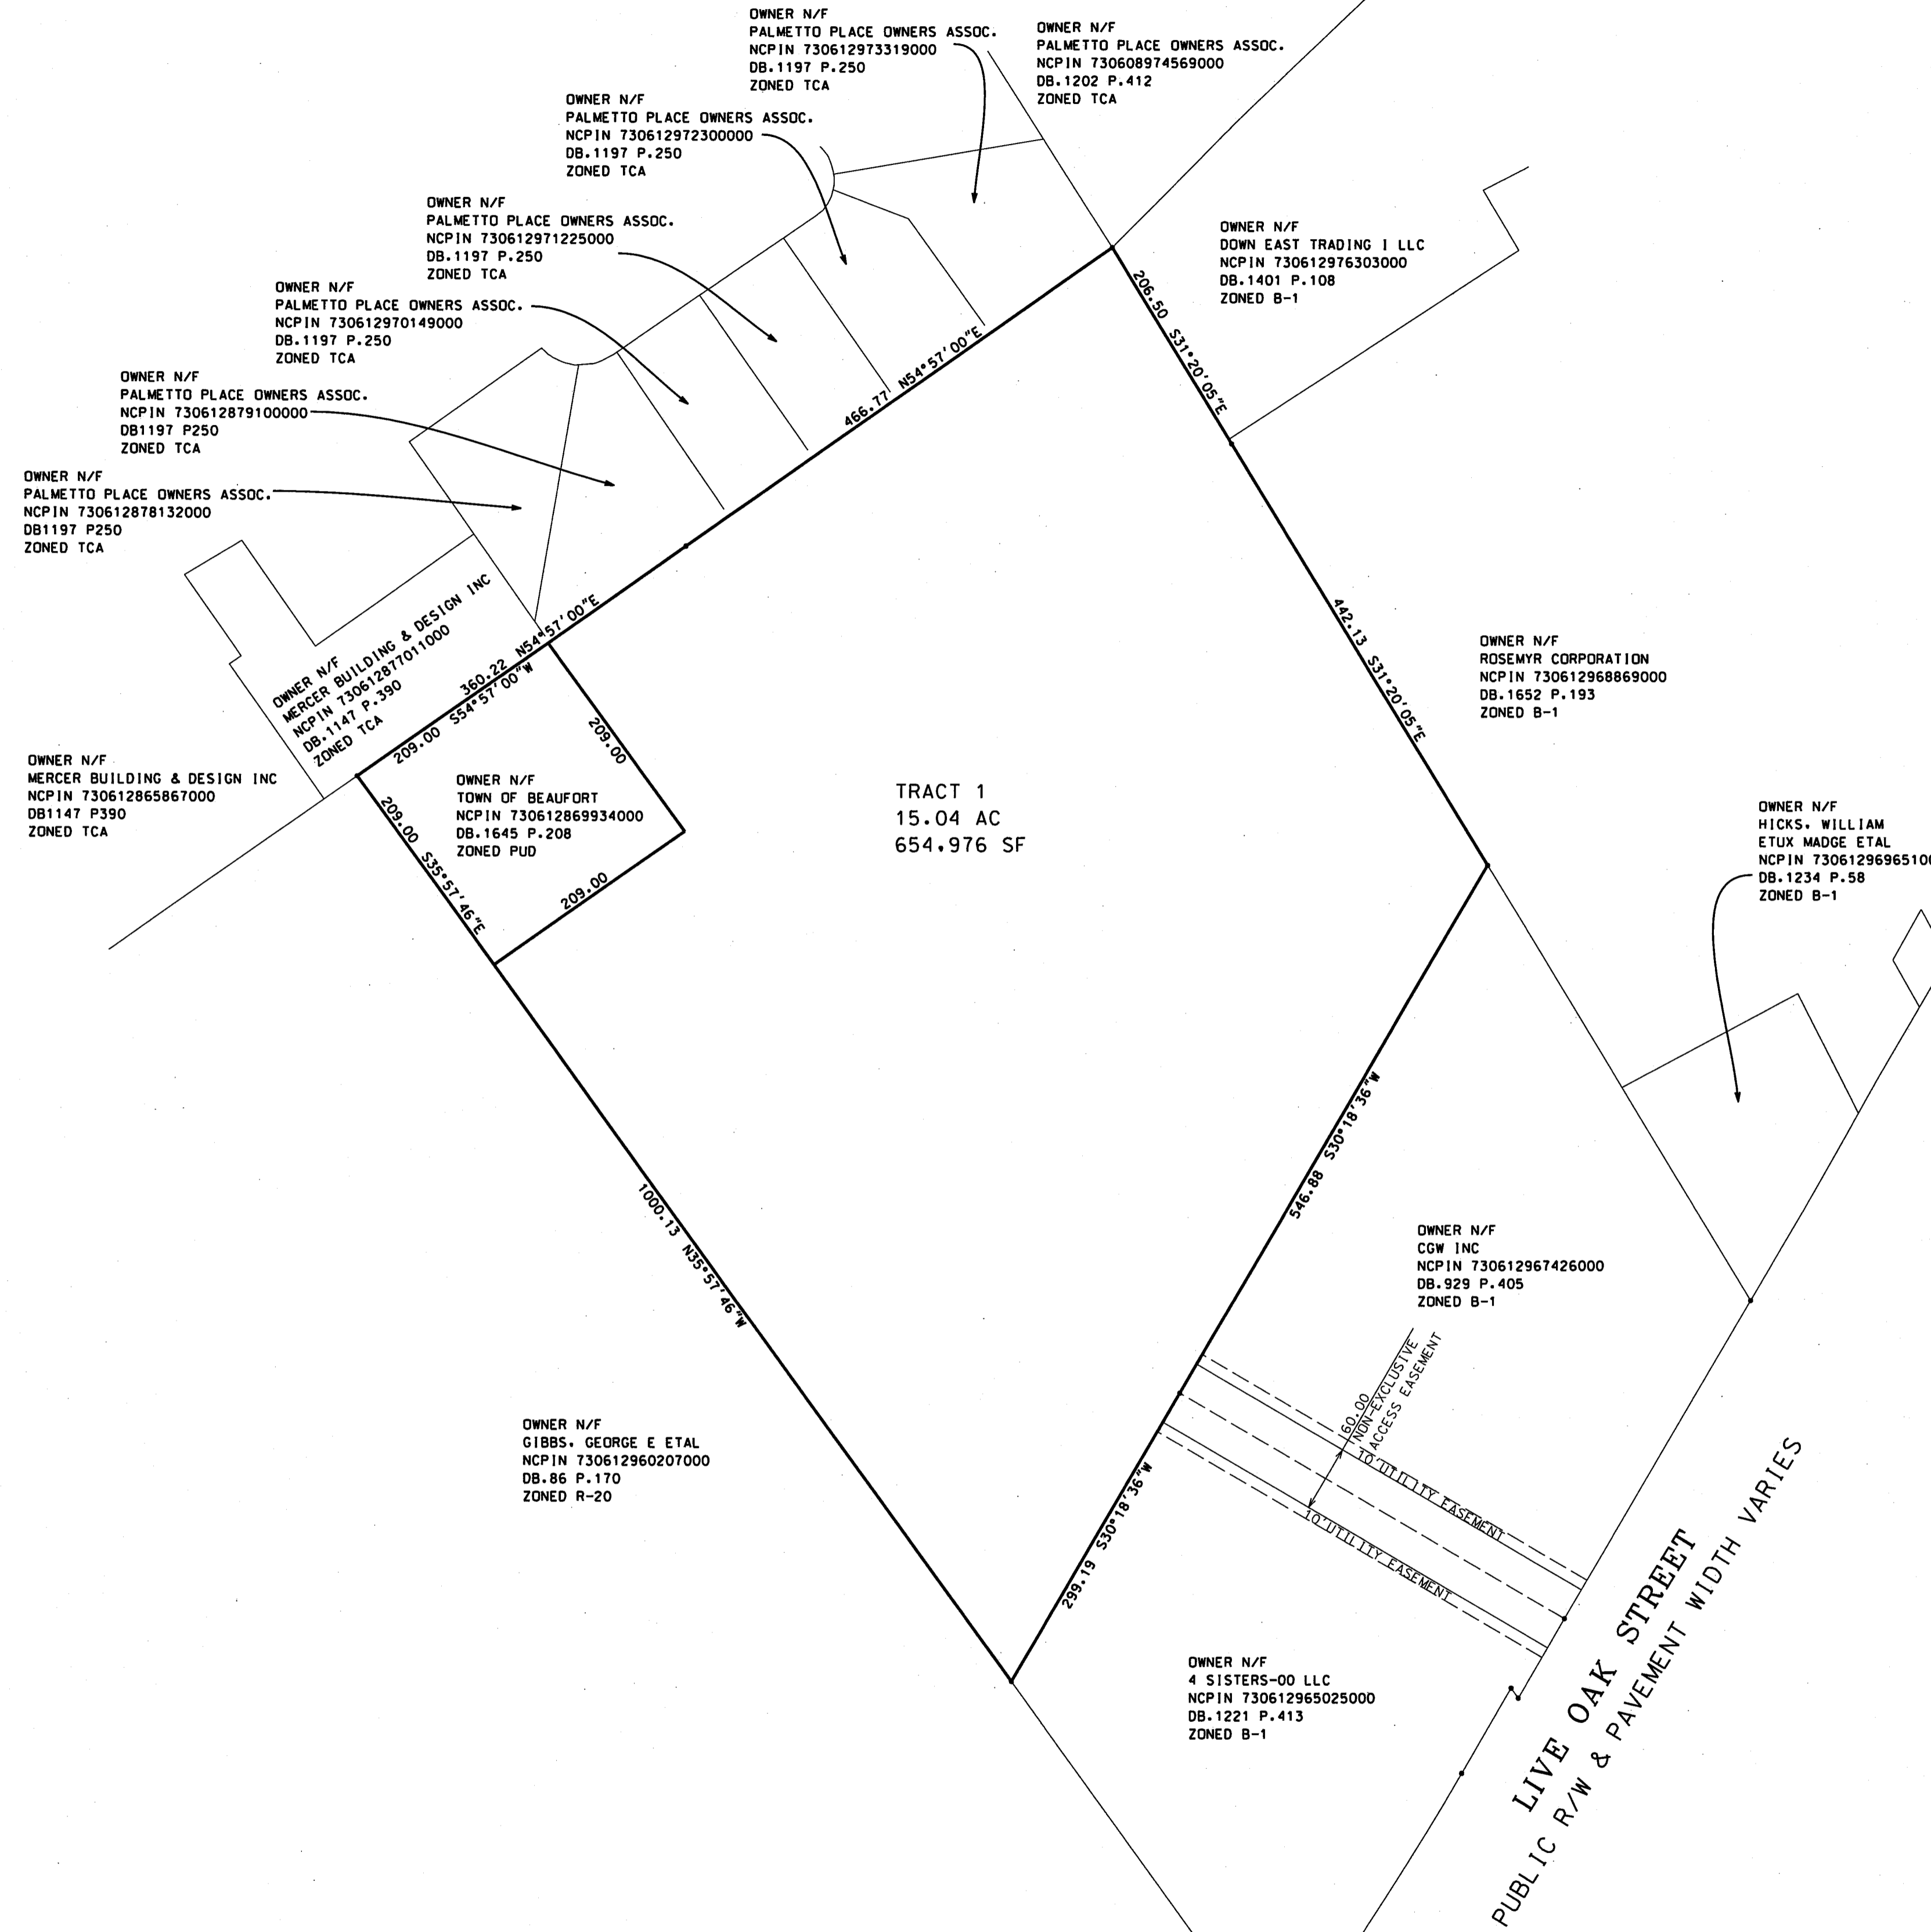 OWNER N/F
PALMETTO PLACE OWNERS ASSOC.
NCPIN 730612973319000
DB.1197 P.250
ZONED TCA
OWNER N/F
PALMETTO PLACE OWNERS ASSOC.
NCPIN 730608974569000
DB.1202 P.412
ZONED TCA
OWNER N/F
PALMETTO PLACE OWNERS ASSOC.
NCPIN 730612972300000
DB.1197 P.250
ZONED TCA
OWNER N/F
PALMETTO PLACE OWNERS ASSOC.
NCPIN 730612971225000
DB.1197 P.250
ZONED TCA
OWNER N/F
DOWN EAST TRADING I LLC
NCPIN 730612976303000
DB.1401 P.108
ZONED B-1
OWNER N/F
PALMETTO PLACE OWNERS ASSOC.
NCPIN 730612970149000
DB.1197 P.250
ZONED TCA
OWNER N/F
PALMETTO PLACE OWNERS ASSOC.
NCPIN 730612879100000
DB1197 P250
ZONED TCA
OWNER N/F
PALMETTO PLACE OWNERS ASSOC.
NCPIN 730612878132000
DB1197 P250
ZONED TCA
206.50 S31°20'05"E
466.77 N54°57'00"E
442.13 S31°20'05"E
OWNER N/F
MERCER BUILDING & DESIGN INC
NCPIN 730612877011000
DB.1147 P.390
ZONED TCA
360.22 N54°57'00"E
209.00 S54°57'00"W
209.00
OWNER N/F
ROSEMYR CORPORATION
NCPIN 730612968869000
DB.1652 P.193
ZONED B-1
OWNER N/F
MERCER BUILDING & DESIGN INC
NCPIN 730612865867000
DB1147 P390
ZONED TCA
209.00 S35°57'46"E
OWNER N/F
TOWN OF BEAUFORT
NCPIN 730612869934000
DB.1645 P.208
ZONED PUD
209.00
TRACT 1
15.04 AC
654,976 SF
OWNER N/F
HICKS, WILLIAM
ETUX MADGE ETAL
NCPIN 7306129696510
DB.1234 P.58
ZONED B-1
546.88 S30°18'36"W
1000.13 N35°57'46"W
OWNER N/F
CGW INC
NCPIN 730612967426000
DB.929 P.405
ZONED B-1
60.00
NON-EXCLUSIVE
ACCESS EASEMENT
10'UTILITY EASEMENT
10'UTILITY EASEMENT
299.19 S30°18'36"W
OWNER N/F
GIBBS, GEORGE E ETAL
NCPIN 730612960207000
DB.86 P.170
ZONED R-20
OWNER N/F
4 SISTERS-OO LLC
NCPIN 730612965025000
DB.1221 P.413
ZONED B-1
LIVE OAK STREET
PUBLIC R/W & PAVEMENT WIDTH VARIES